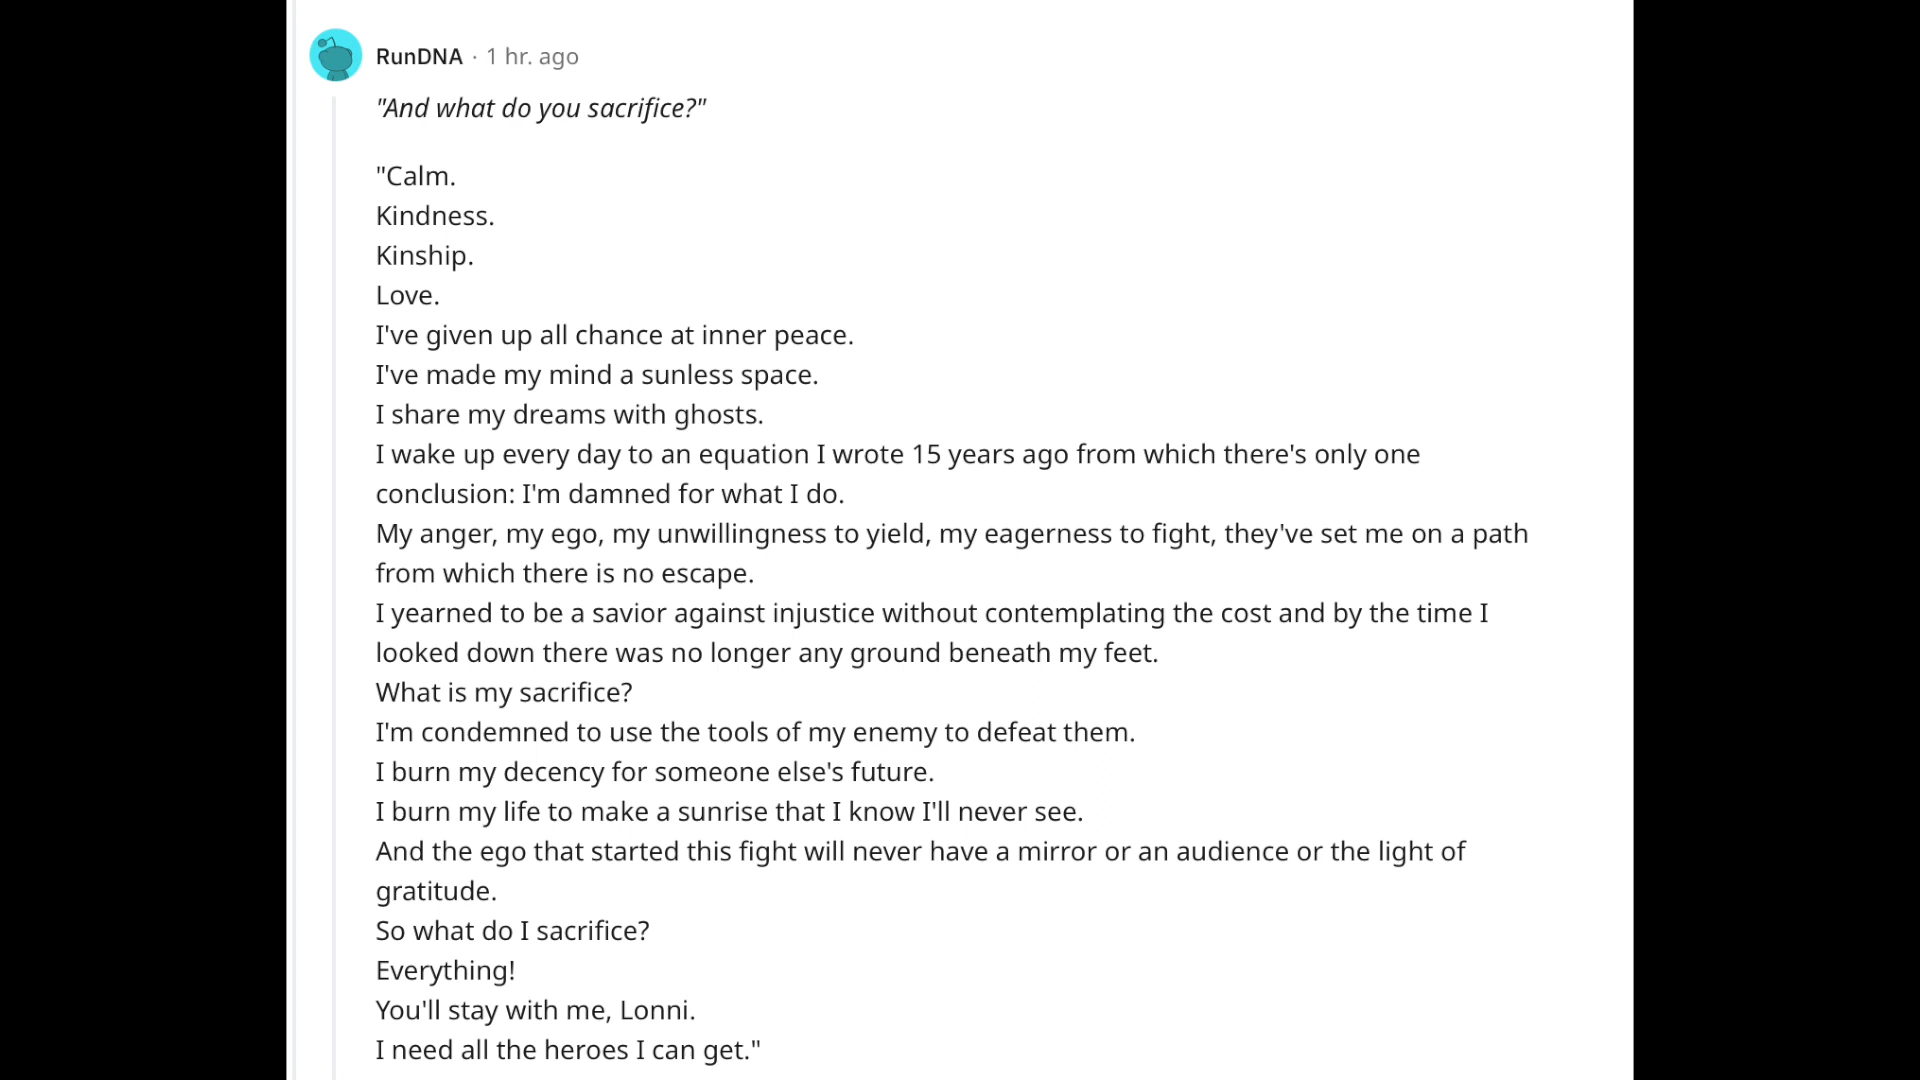 RunDNA · 1 hr. ago
"And what do you sacrifice?"
"Calm.
Kindness.
Kinship.
Love.
I've given up all chance at inner peace.
I've made my mind a sunless space.
I share my dreams with ghosts.
I wake up every day to an equation I wrote 15 years ago from which there's only one
conclusion: I'm damned for what I do.
My anger, my ego, my unwillingness to yield, my eagerness to fight, they've set me on a path
from which there is no escape.
I yearned to be a savior against injustice without contemplating the cost and by the time I
looked down there was no longer any ground beneath my feet.
What is my sacrifice?
I'm condemned to use the tools of my enemy to defeat them.
I burn my decency for someone else's future.
I burn my life to make a sunrise that I know I'll never see.
And the ego that started this fight will never have a mirror or an audience or the light of
gratitude.
So what do I sacrifice?
Everything!
You'll stay with me, Lonni.
I need all the heroes I can get."